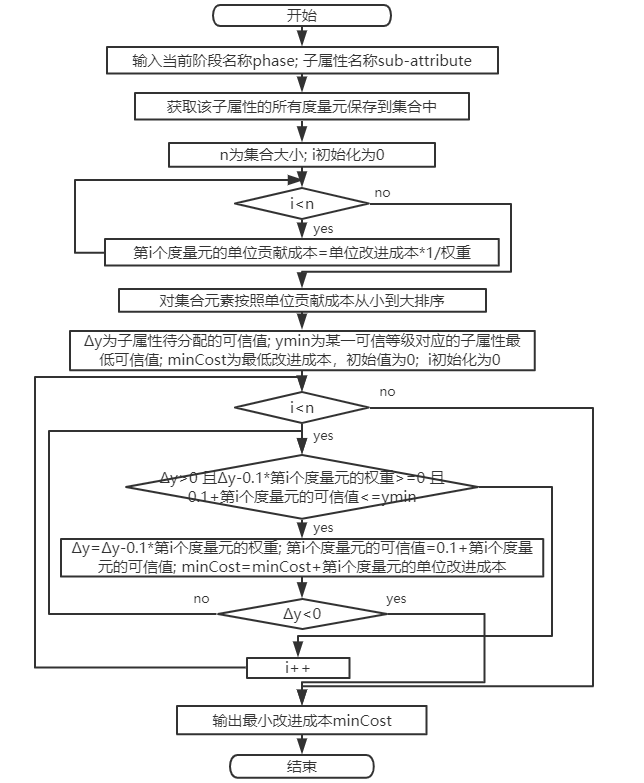 开始
输入当前阶段名称phase; 子属性名称sub-attribute
获取该子属性的所有度量元保存到集合中
n为集合大小; i初始化为0
i<n
no
yes
第i个度量元的单位贡献成本=单位改进成本*1/权重
对集合元素按照单位贡献成本从小到大排序
Δy为子属性待分配的可信值; ymin为某一可信等级对应的子属性最
低可信值; minCost为最低改进成本，初始值为0; i初始化为0
no
i<n
yes
Δy>0 且Δy-0.1*第i个度量元的权重>=0 且
0.1+第i个度量元的可信值<=ymin
yes
Δy=Δy-0.1*第i个度量元的权重; 第i个度量元的可信值=0.1+第i个度量
元的可信值; minCost=minCost+第i个度量元的单位改进成本
no
yes
Δy<0
i++
输出最小改进成本minCost
结束